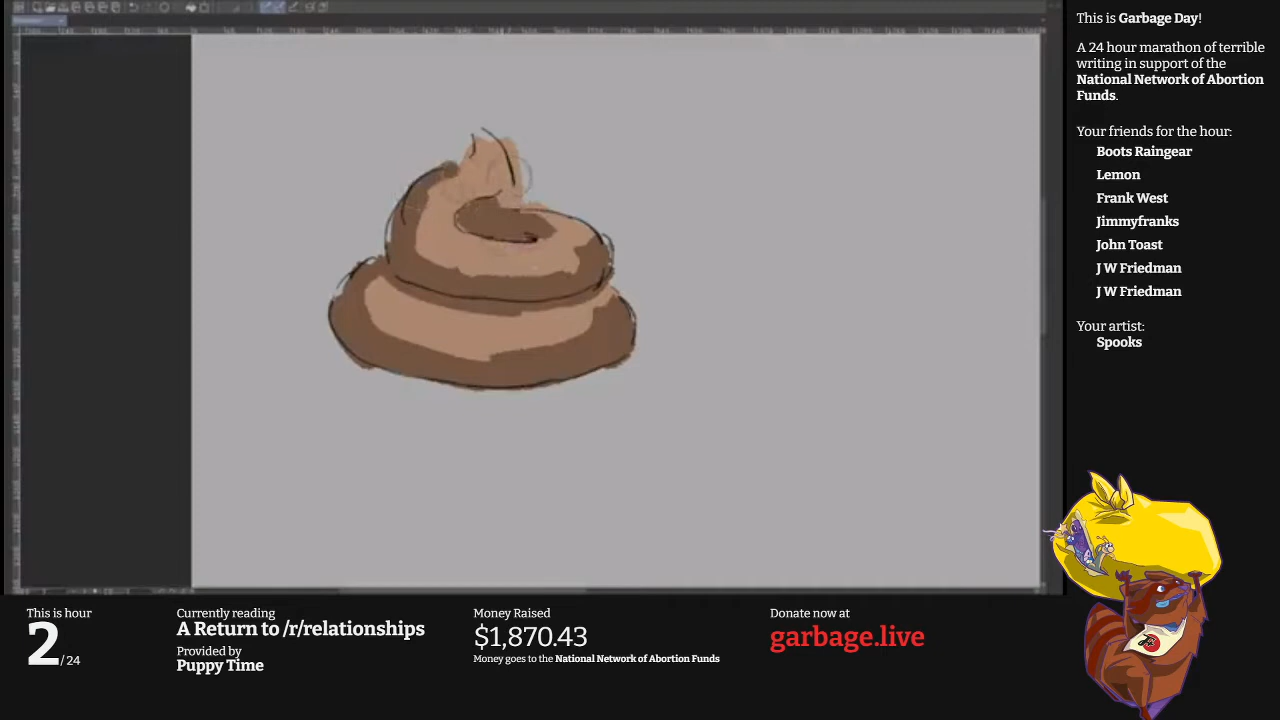 This is Garbage Day!
A 24 hour marathon of terrible
writing in support of the
National Network of Abortion
Funds.
Your friends for the hour:
Boots Raingear
Lemon
Frank West
Jimmyfranks
John Toast
J W Friedman
J W Friedman
Your artist:
Spooks
This is hour
2/24
Currently reading
A Return to /r/relationships
Provided by
Puppy Time
Money Raised
$1,870.43
Money goes to the National Network of Abortion Funds
Donate now at
garbage.live